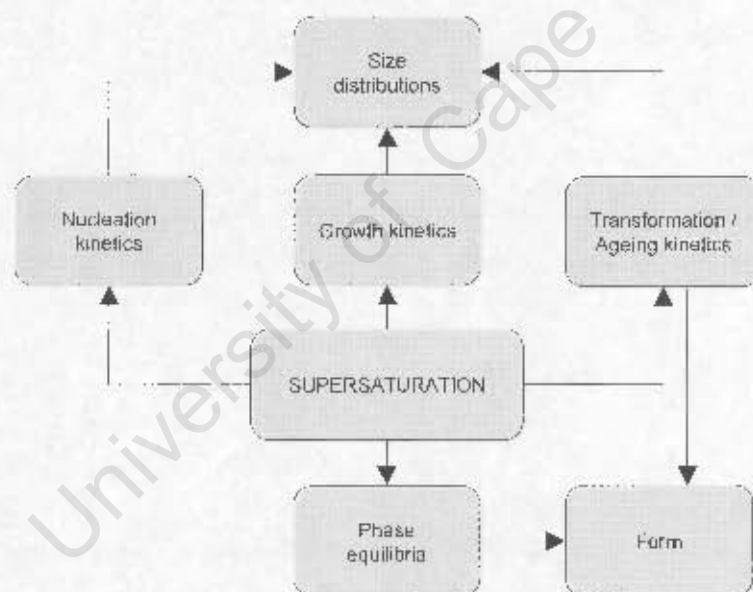 Size
distributions
Nucleation
kinetics
Growth kinetics
Transformation /
Ageing kinetics
SUPERSATURATION
Phase
equilibria
Form
University of Cape